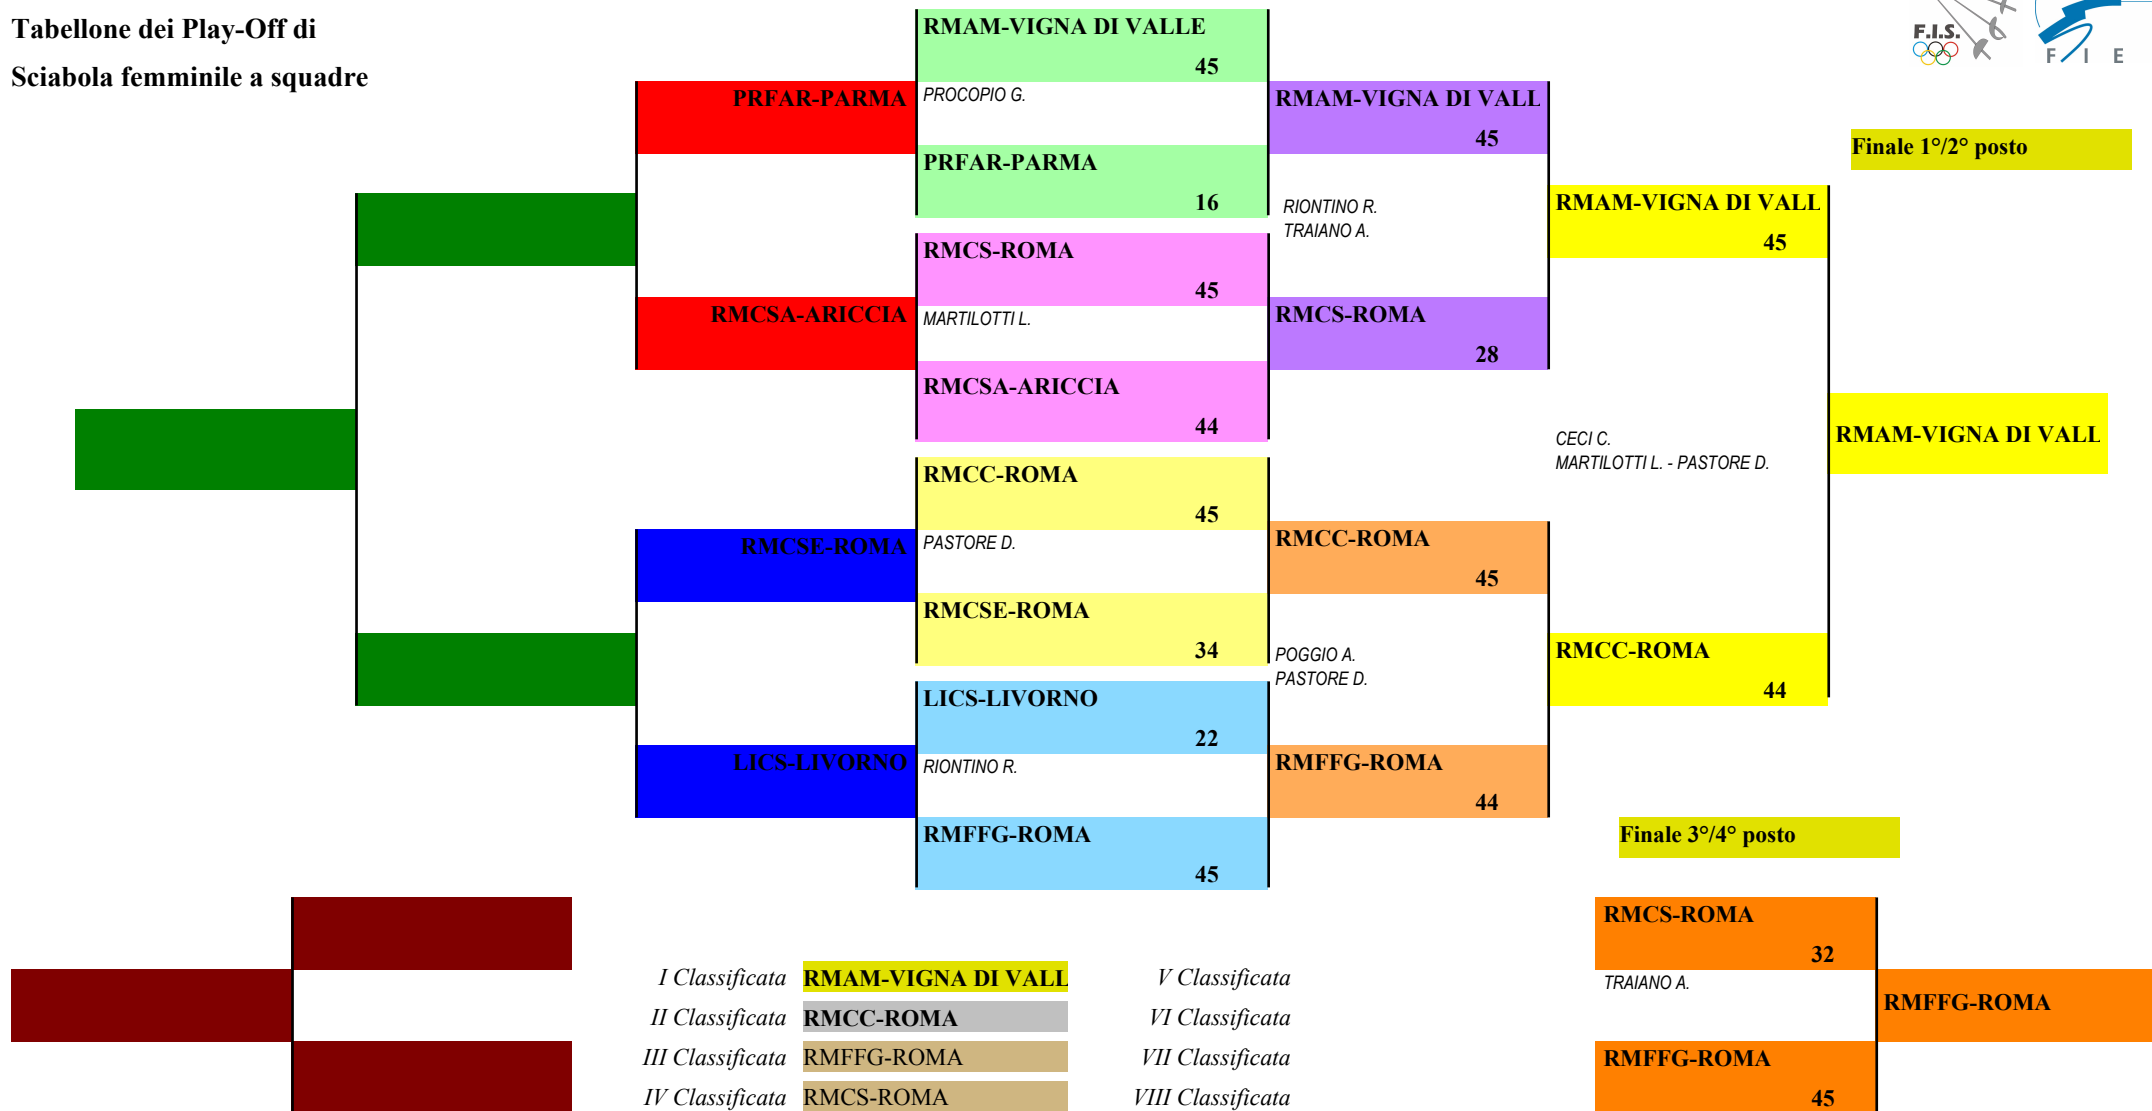 Tabellone dei Play-Off di
Sciabola femminile a squadre
F.I.S.
F I E
PRFAR-PARMA
RMCSA-ARICCIA
RMCSE-ROMA
LICS-LIVORNO
RMAM-VIGNA DI VALLE
45
PROCOPIO G.
PRFAR-PARMA
16
RMCS-ROMA
45
MARTILOTTI L.
RMCSA-ARICCIA
44
RMCC-ROMA
45
PASTORE D.
RMCSE-ROMA
34
LICS-LIVORNO
22
RIONTINO R.
RMFFG-ROMA
45
RMAM-VIGNA DI VALL
45
RIONTINO R.
TRAIANO A.
RMCS-ROMA
28
RMCC-ROMA
45
POGGIO A.
PASTORE D.
RMFFG-ROMA
44
Finale 1°/2° posto
RMAM-VIGNA DI VALL
45
CECI C.
MARTILOTTI L. - PASTORE D.
RMCC-ROMA
44
RMAM-VIGNA DI VALL
Finale 3°/4° posto
RMCS-ROMA
32
TRAIANO A.
RMFFG-ROMA
45
RMFFG-ROMA
I Classificata RMAM-VIGNA DI VALL
II Classificata RMCC-ROMA
III Classificata RMFFG-ROMA
IV Classificata RMCS-ROMA
V Classificata
VI Classificata
VII Classificata
VIII Classificata